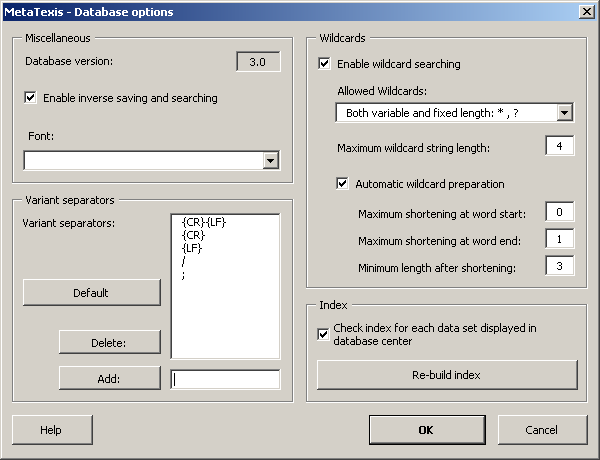 MetaTexis - Database options
Miscellaneous
Database version: 3.0
Enable inverse saving and searching
Font:
Variant separators
Variant separators:
{CR}{LF}
{CR}
{LF}
/
;
Default
Delete:
Add:
Wildcards
Enable wildcard searching
Allowed Wildcards:
Both variable and fixed length: * , ?
Maximum wildcard string length: 4
Automatic wildcard preparation
Maximum shortening at word start: 0
Maximum shortening at word end: 1
Minimum length after shortening: 3
Index
Check index for each data set displayed in
database center
Re-build index
Help
OK
Cancel